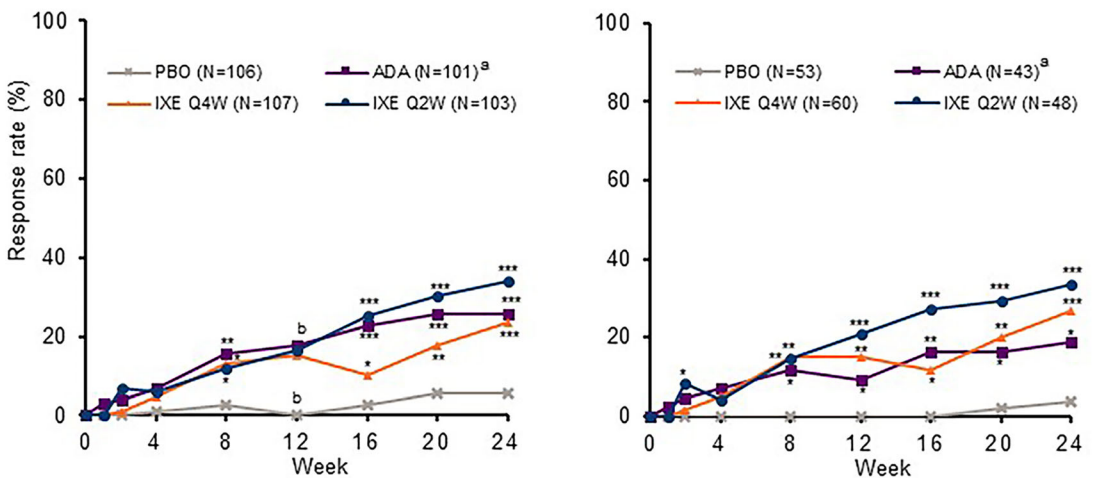 100
PBO (N=106)
ADA (N=101)a
80
IXE Q4W (N=107)
IXE Q2W (N=103)
Response rate (%)
60
40
***
***
***
***
b
**
***
20
***
***
*
*
**
*
b
0
0 4 8 12 16 20 24
Week
100
PBO (N=53)
ADA (N=43)a
80
IXE Q4W (N=60)
IXE Q2W (N=48)
60
40
***
***
***
***
***
**
**
20
**
**
**
*
*
*
*
*
*
0
0 4 8 12 16 20 24
Week